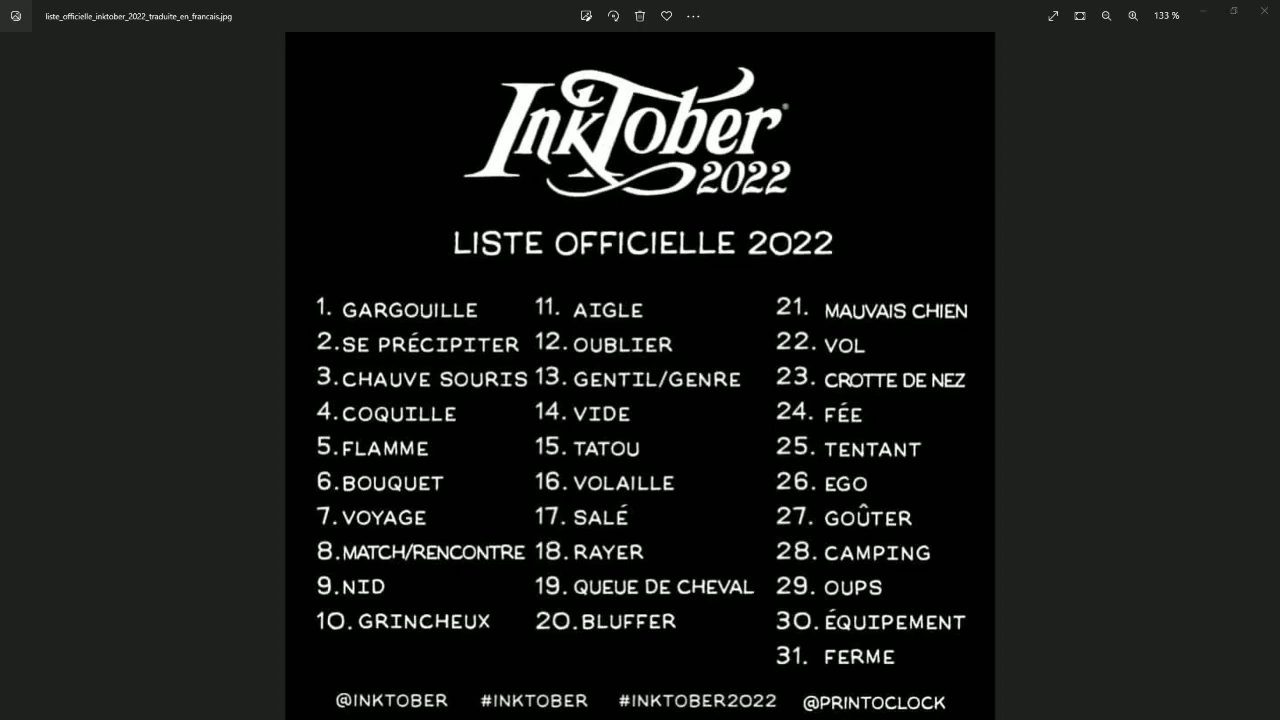 liste_officielle_inktober_2022_traduite_en_francais.jpg
133 %
InkTober®
2022
LISTE OFFICIELLE 2022
1. GARGOUILLE
2. SE PRÉCIPITER
3. CHAUVE SOURIS
4. COQUILLE
5. FLAMME
6. BOUQUET
7. VOYAGE
8. MATCH/RENCONTRE
9. NID
10. GRINCHEUX
11. AIGLE
12. OUBLIER
13. GENTIL/GENRE
14. VIDE
15. TATOU
16. VOLAILLE
17. SALÉ
18. RAYER
19. QUEUE DE CHEVAL
20. BLUFFER
21. MAUVAIS CHIEN
22. VOL
23. CROTTE DE NEZ
24. FÉE
25. TENTANT
26. EGO
27. GOÛTER
28. CAMPING
29. OUPS
30. ÉQUIPEMENT
31. FERME
@INKTOBER #INKTOBER #INKTOBER2022 @PRINTOCLOCK